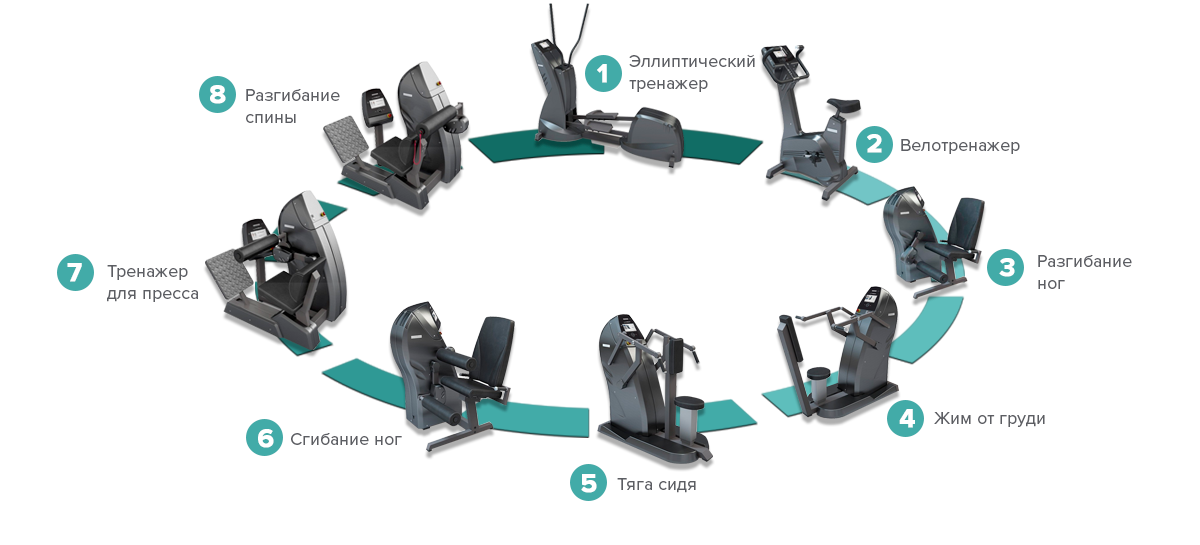 1
Эллиптический
тренажер
2
Велотренажер
3
Разгибание
ног
4
Жим от груди
5
Тяга сидя
6
Сгибание ног
7
Тренажер
для пресса
8
Разгибание
спины